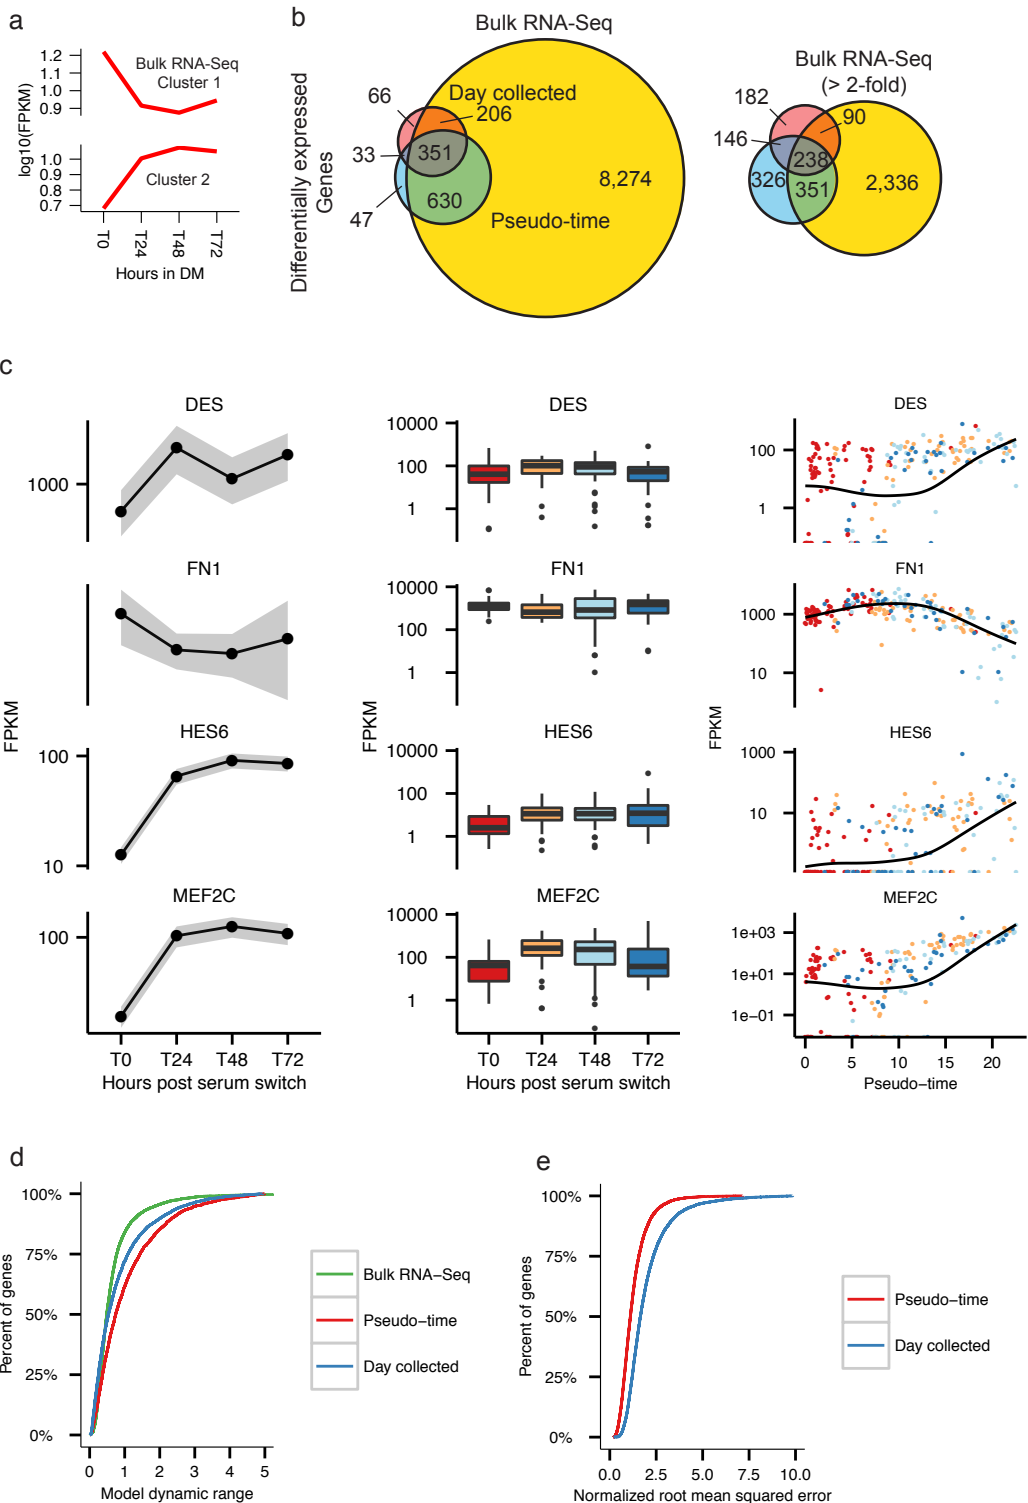 a
1.2
1.1
1.0
0.9
Bulk RNA-Seq
Cluster 1
log10(FPKM)
1.0
0.9
0.8
0.7
Cluster 2
T0
T24
T48
T72
Hours in DM
b
Bulk RNA-Seq
Differentially expressed
Genes
66
Day collected
206
33
351
47
630
8,274
Pseudo-time
Bulk RNA-Seq
(> 2-fold)
182
90
146
238
326
351
2,336
c
DES
1000
FN1
HES6
100
10
MEF2C
100
FPKM
T0
T24
T48
T72
Hours post serum switch
DES
10000
100
1
FN1
10000
100
1
HES6
10000
100
1
MEF2C
10000
100
1
FPKM
T0
T24
T48
T72
Hours post serum switch
DES
100
1
FN1
1000
10
HES6
1000
10
MEF2C
1e+03
1e+01
1e−01
FPKM
0
5
10
15
20
Pseudo−time
d
100%
75%
50%
25%
0%
Percent of genes
0
1
2
3
4
5
Model dynamic range
Bulk RNA−Seq
Pseudo−time
Day collected
e
100%
75%
50%
25%
0%
Percent of genes
0.0
2.5
5.0
7.5
10.0
Normalized root mean squared error
Pseudo−time
Day collected